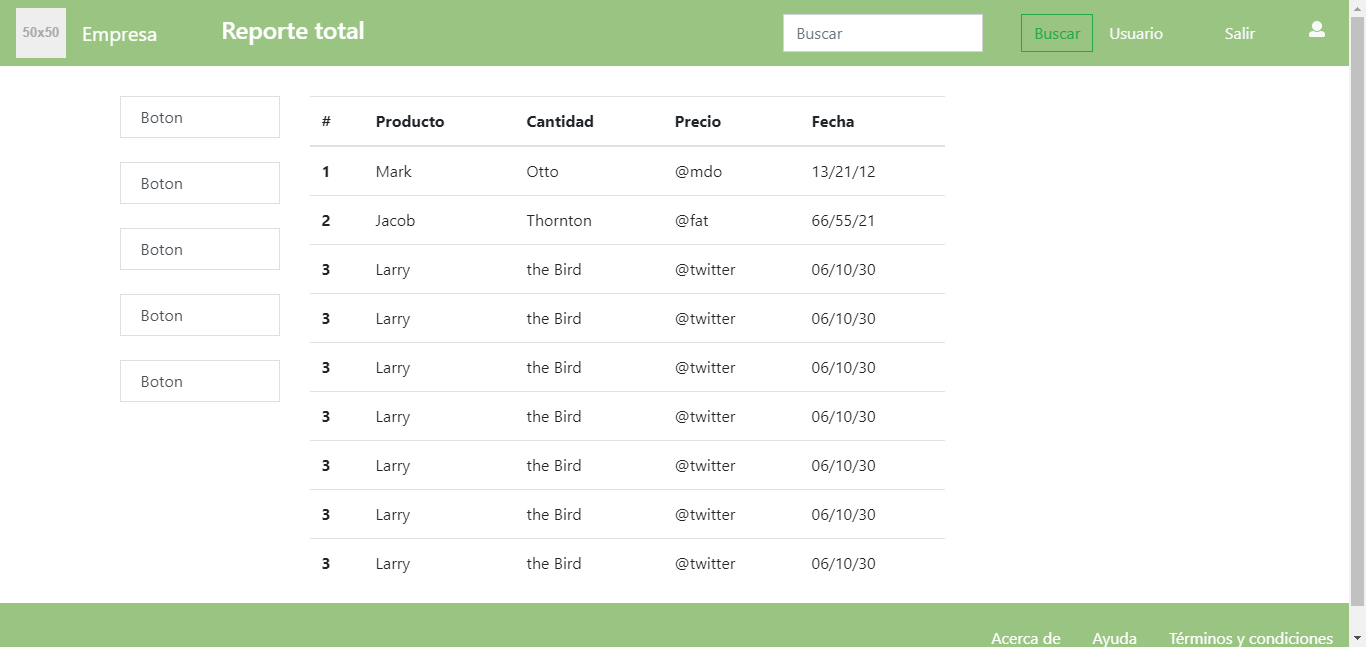 50x50 Empresa Reporte total Buscar Buscar Usuario Salir
Boton
Boton
Boton
Boton
Boton
# Producto Cantidad Precio Fecha
1 Mark Otto @mdo 13/21/12
2 Jacob Thornton @fat 66/55/21
3 Larry the Bird @twitter 06/10/30
3 Larry the Bird @twitter 06/10/30
3 Larry the Bird @twitter 06/10/30
3 Larry the Bird @twitter 06/10/30
3 Larry the Bird @twitter 06/10/30
3 Larry the Bird @twitter 06/10/30
3 Larry the Bird @twitter 06/10/30
Acerca de Ayuda Términos y condiciones